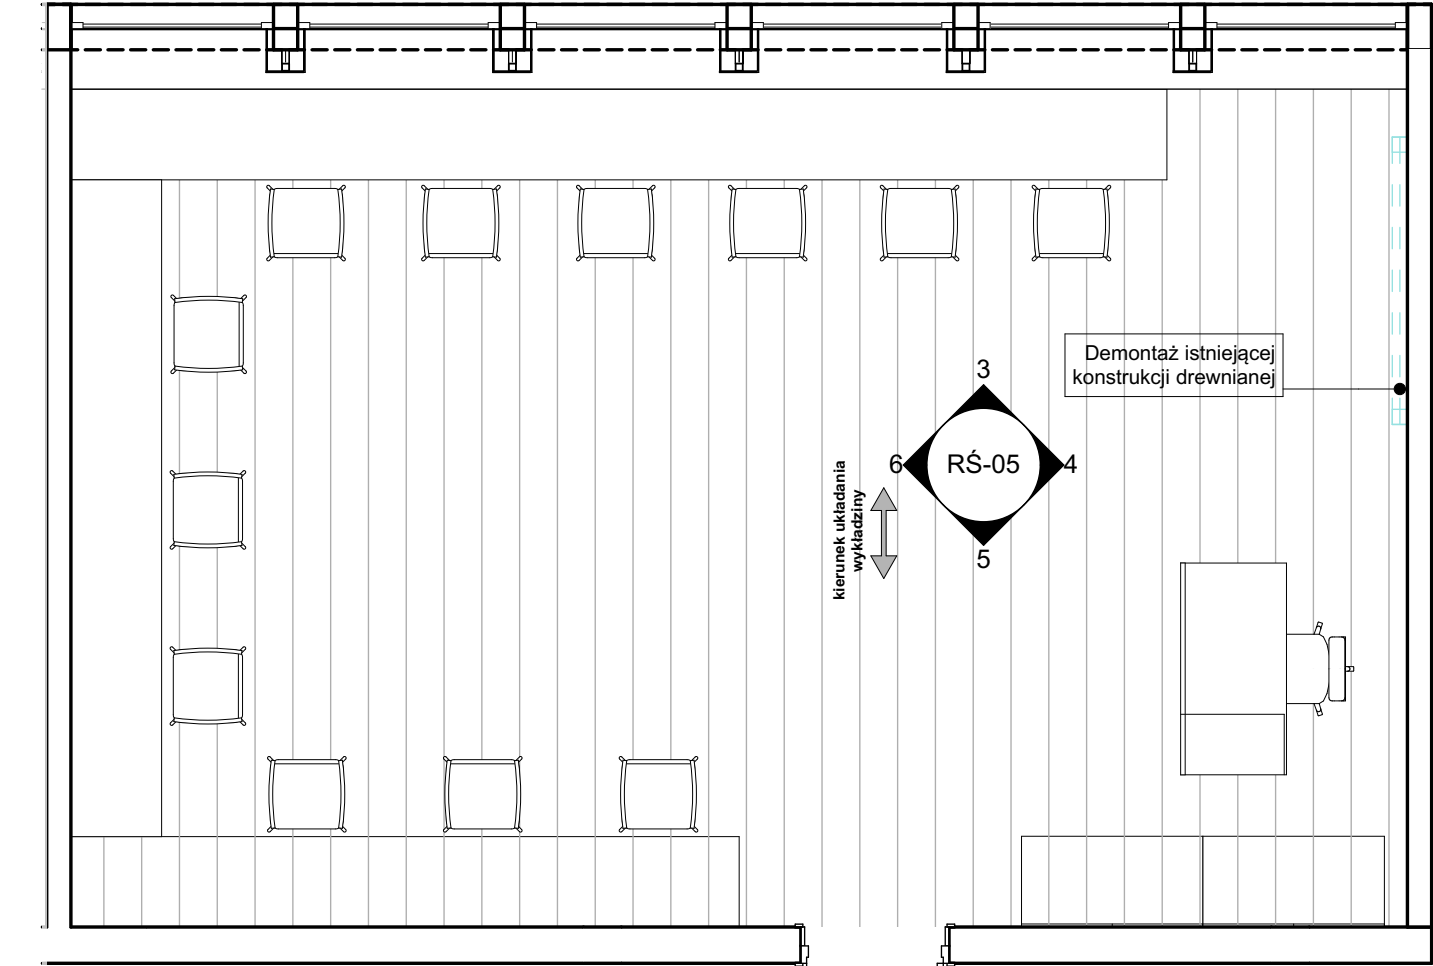 Demontaż istniejącej
konstrukcji drewnianej
3
6
RŚ-05
4
5
kierunek układania
wykładziny